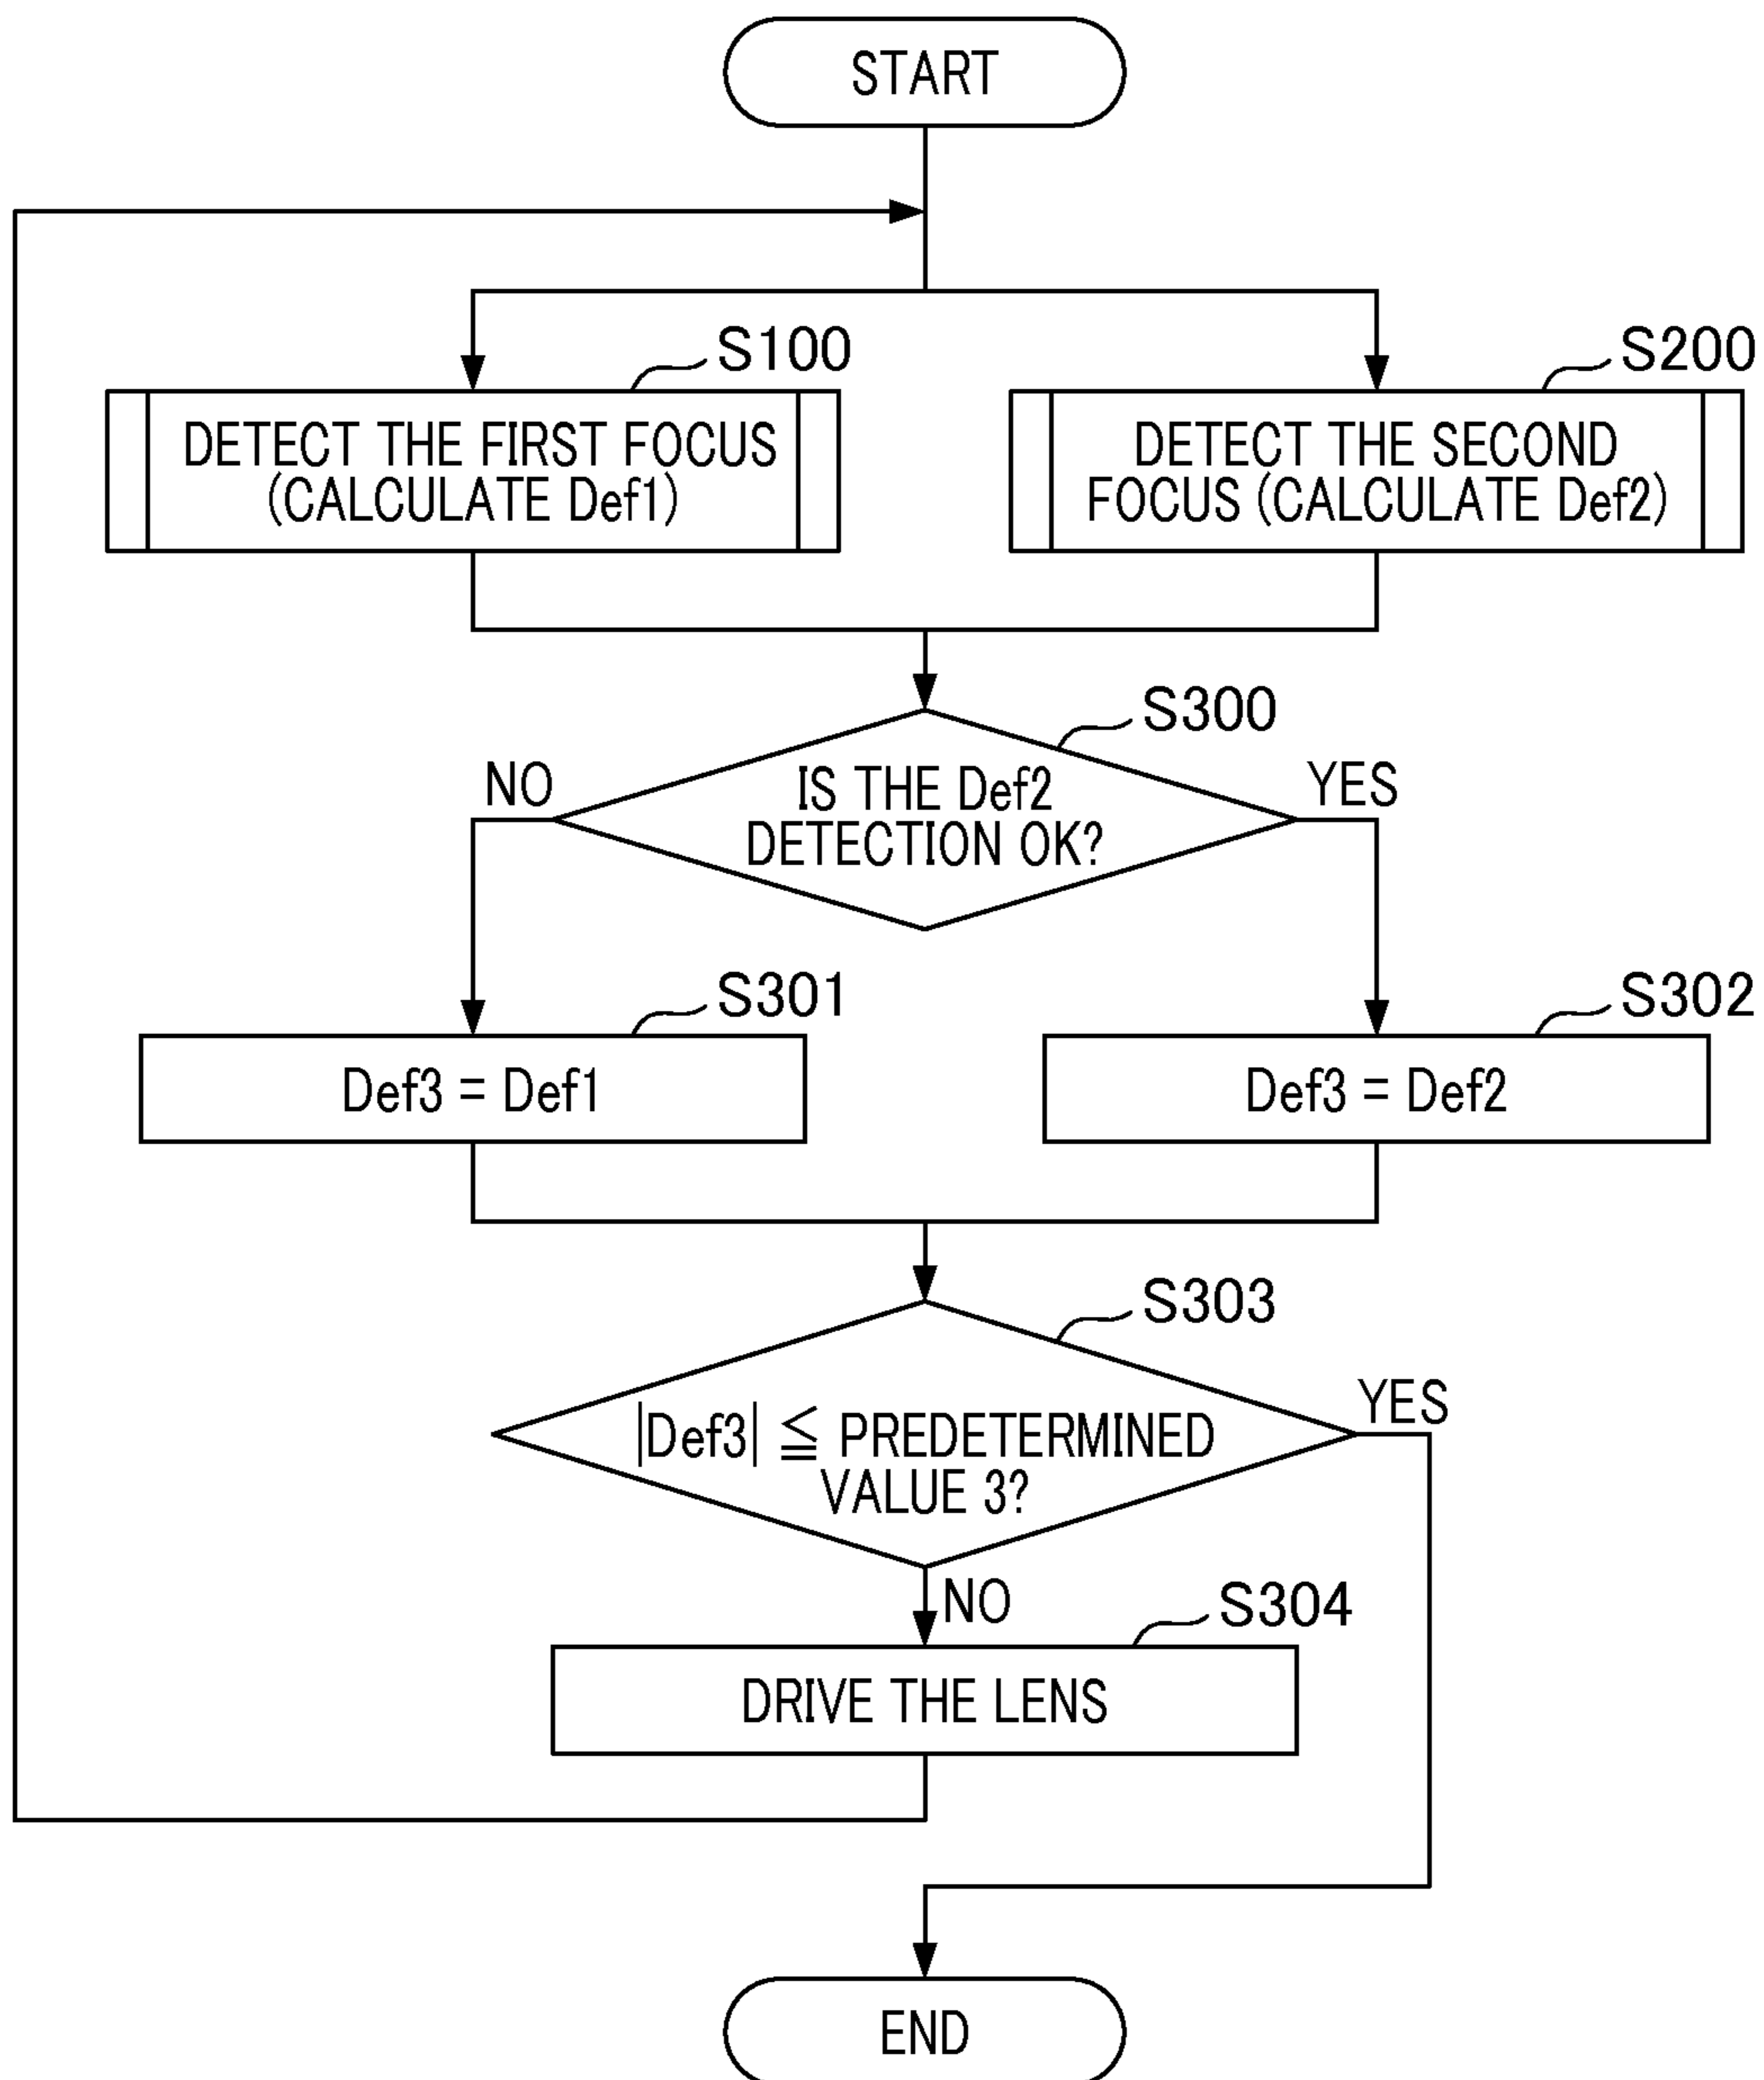 START
S100
S200
DETECT THE FIRST FOCUS
(CALCULATE Def1)
DETECT THE SECOND
FOCUS (CALCULATE Def2)
S300
NO
YES
IS THE Def2
DETECTION OK?
S301
S302
Def3 = Def1
Def3 = Def2
S303
YES
|Def3| ≦ PREDETERMINED
VALUE 3?
NO
S304
DRIVE THE LENS
END